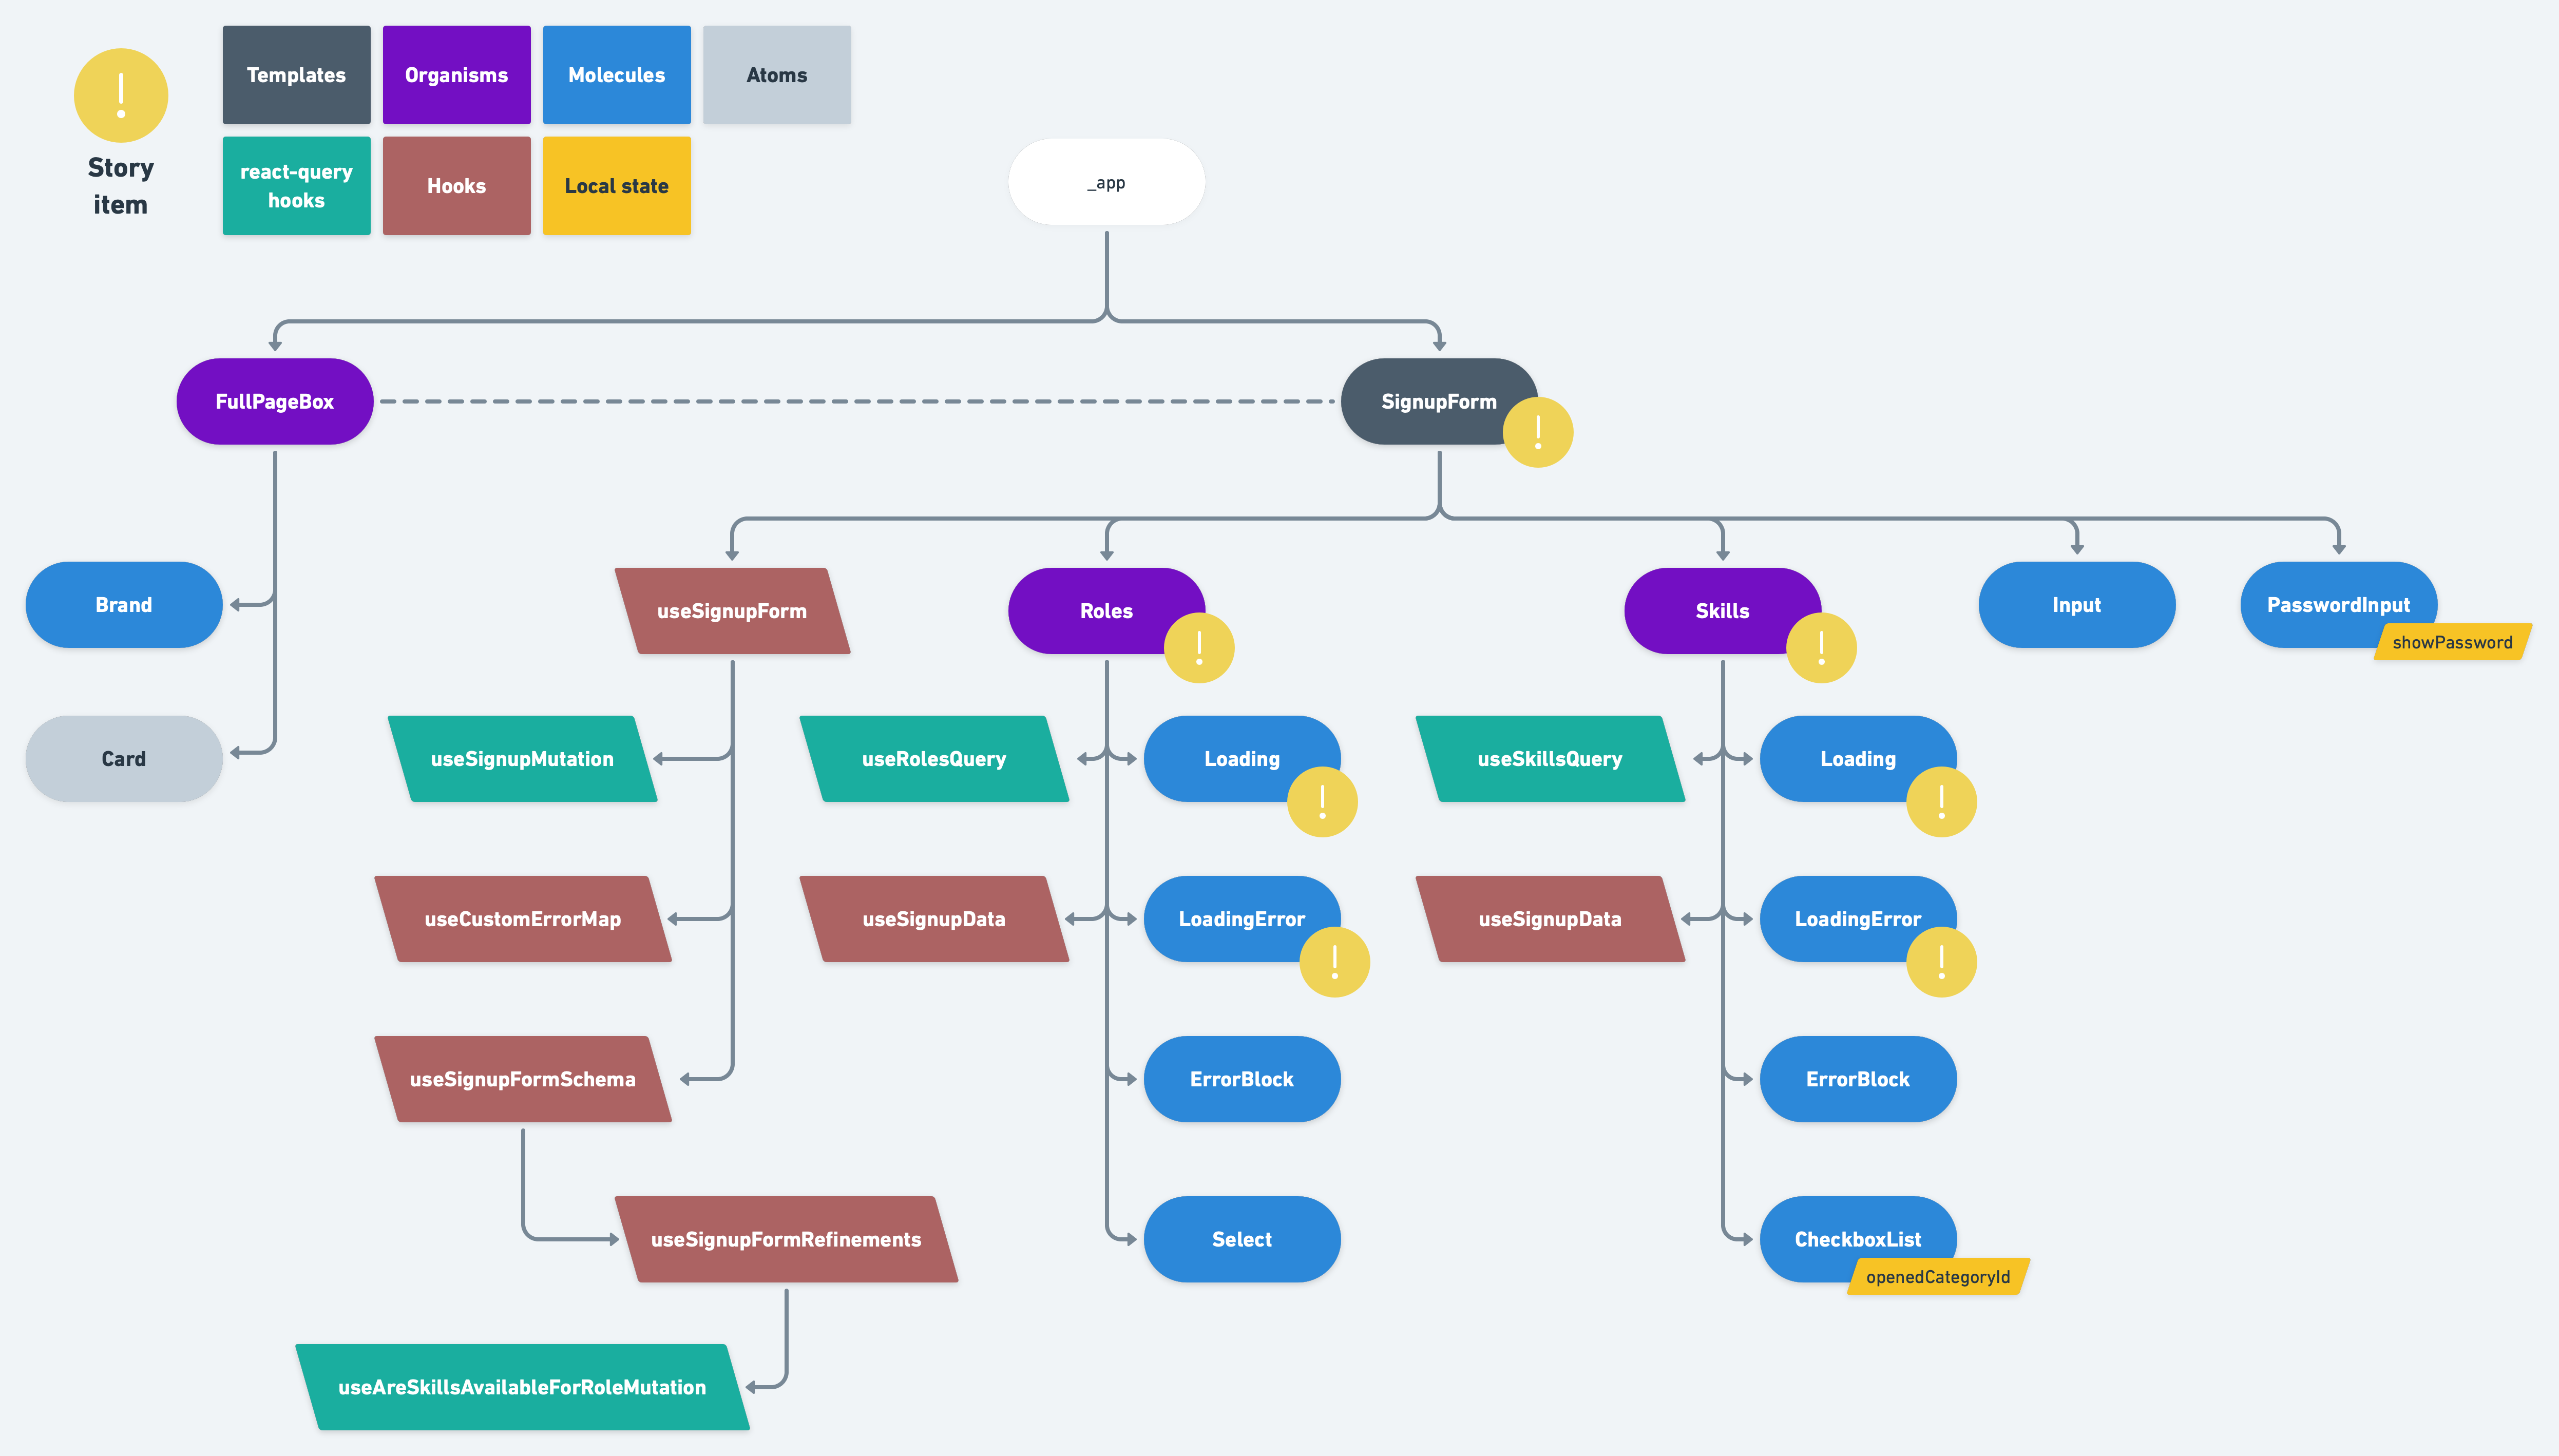 Templates
Organisms
Molecules
Atoms
Story
item
react-query
hooks
Hooks
Local state
_app
FullPageBox
SignupForm
Brand
useSignupForm
Roles
Skills
Input
PasswordInput
showPassword
Card
useSignupMutation
useRolesQuery
Loading
useSkillsQuery
Loading
useCustomErrorMap
useSignupData
LoadingError
useSignupData
LoadingError
useSignupFormSchema
ErrorBlock
ErrorBlock
useSignupFormRefinements
Select
CheckboxList
openedCategoryId
useAreSkillsAvailableForRoleMutation